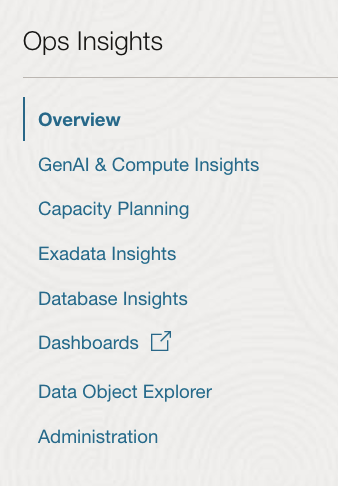 Ops Insights
Overview
GenAI & Compute Insights
Capacity Planning
Exadata Insights
Database Insights
Dashboards
Data Object Explorer
Administration